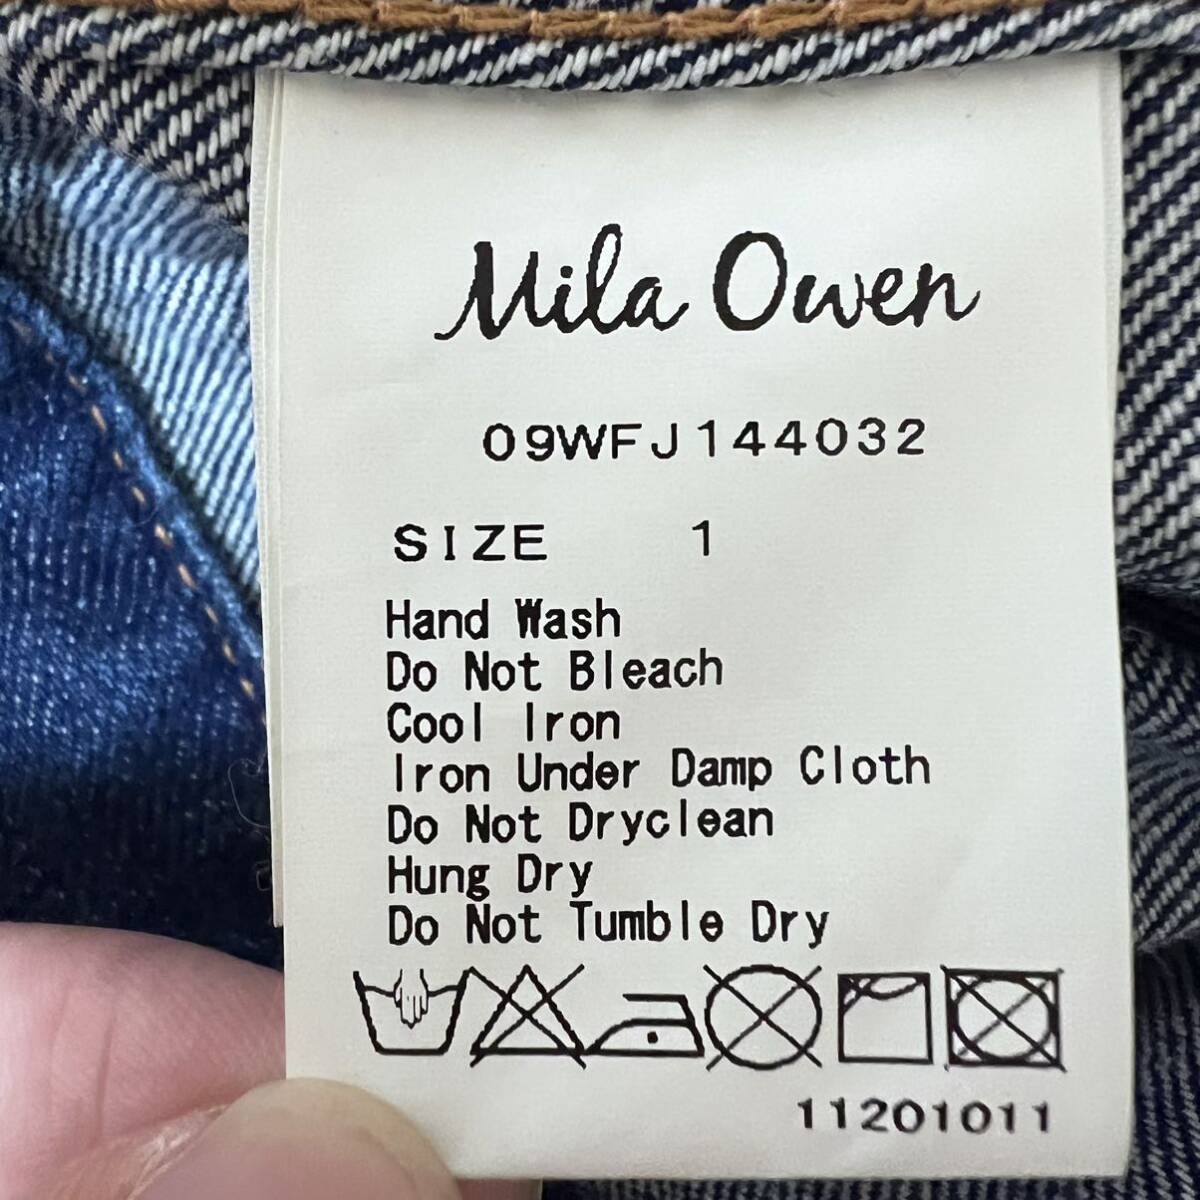 Mila Owen
09WFJ144032
SIZE 1
Hand Wash
Do Not Bleach
Cool Iron
Iron Under Damp Cloth
Do Not Dryclean
Hung Dry
Do Not Tumble Dry
11201011